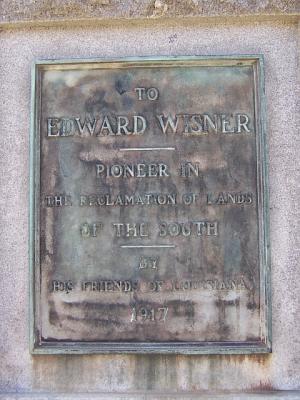 TO
EDWARD WISNER
PIONEER IN
THE RECLAMATION OF LANDS
OF THE SOUTH
BY
HIS FRIENDS OF LOUISIANA
1917